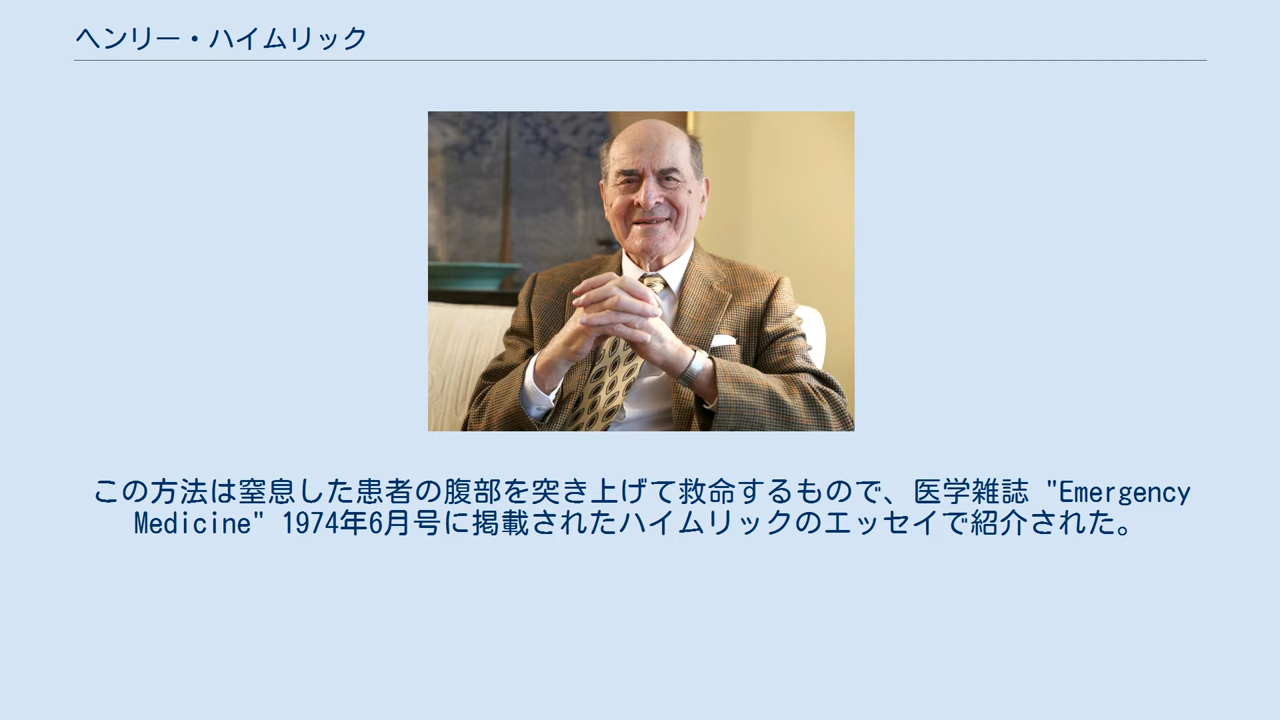 ヘンリー・ハイムリック
この方法は窒息した患者の腹部を突き上げて救命するもので、医学雑誌 "Emergency
Medicine" 1974年6月号に掲載されたハイムリックのエッセイで紹介された。